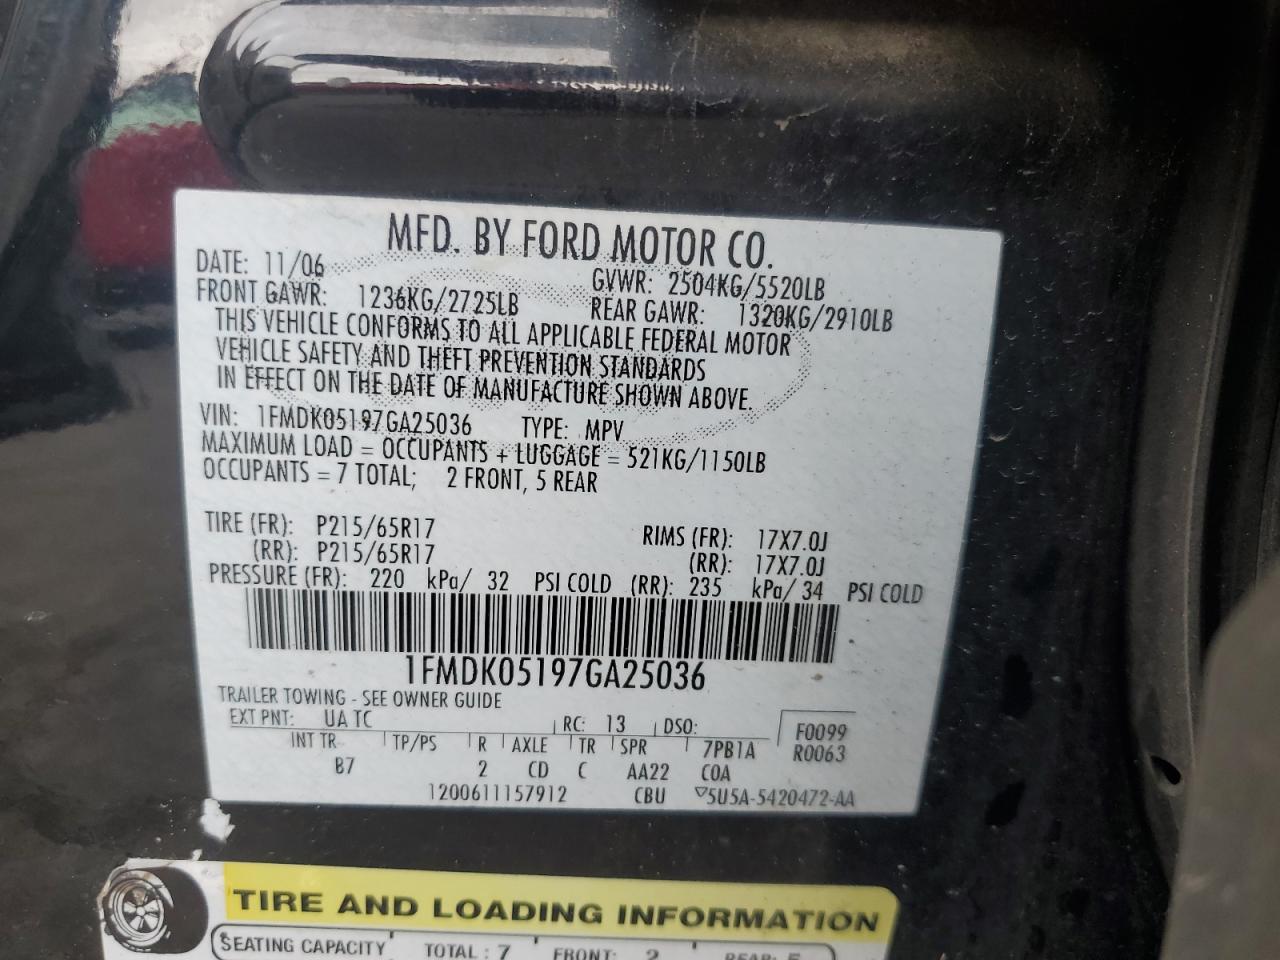 MFD. BY FORD MOTOR CO.
DATE: 11/06 GVWR: 2504KG/5520LB
FRONT GAWR: 1236KG/2725LB REAR GAWR: 1320KG/2910LB
THIS VEHICLE CONFORMS TO ALL APPLICABLE FEDERAL MOTOR
VEHICLE SAFETY AND THEFT PREVENTION STANDARDS
IN EFFECT ON THE DATE OF MANUFACTURE SHOWN ABOVE.
VIN: 1FMDK05197GA25036 TYPE: MPV
MAXIMUM LOAD = OCCUPANTS + LUGGAGE = 521KG/1150LB
OCCUPANTS = 7 TOTAL; 2 FRONT, 5 REAR
TIRE (FR): P215/65R17 RIMS (FR): 17X7.0J
(RR): P215/65R17 (RR): 17X7.0J
PRESSURE (FR): 220 kPa/ 32 PSI COLD (RR): 235 kPa/ 34 PSI COLD
1FMDK05197GA25036
TRAILER TOWING - SEE OWNER GUIDE
EXT PNT: UA TC RC: 13 DSO: F0099
INT TR TP/PS R AXLE TR SPR 7PB1A R0063
B7 2 CD C AA22 COA
1200611157912 CBU ▽5U5A-5420472-AA
TIRE AND LOADING INFORMATION
SEATING CAPACITY TOTAL : 7 FRONT: 2 REAR: 5